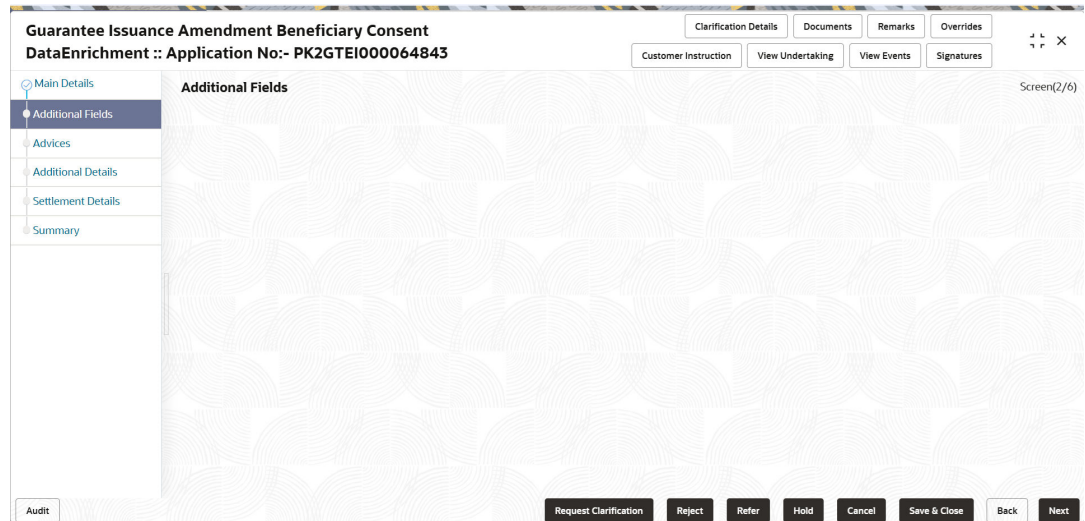 Guarantee Issuance Amendment Beneficiary Consent
DataEnrichment :: Application No:- PK2GTEI000064843
Clarification Details
Documents
Remarks
Overrides
Customer Instruction
View Undertaking
View Events
Signatures
Main Details
Additional Fields
Advices
Additional Details
Settlement Details
Summary
Additional Fields
Screen(2/6)
Audit
Request Clarification
Reject
Refer
Hold
Cancel
Save & Close
Back
Next